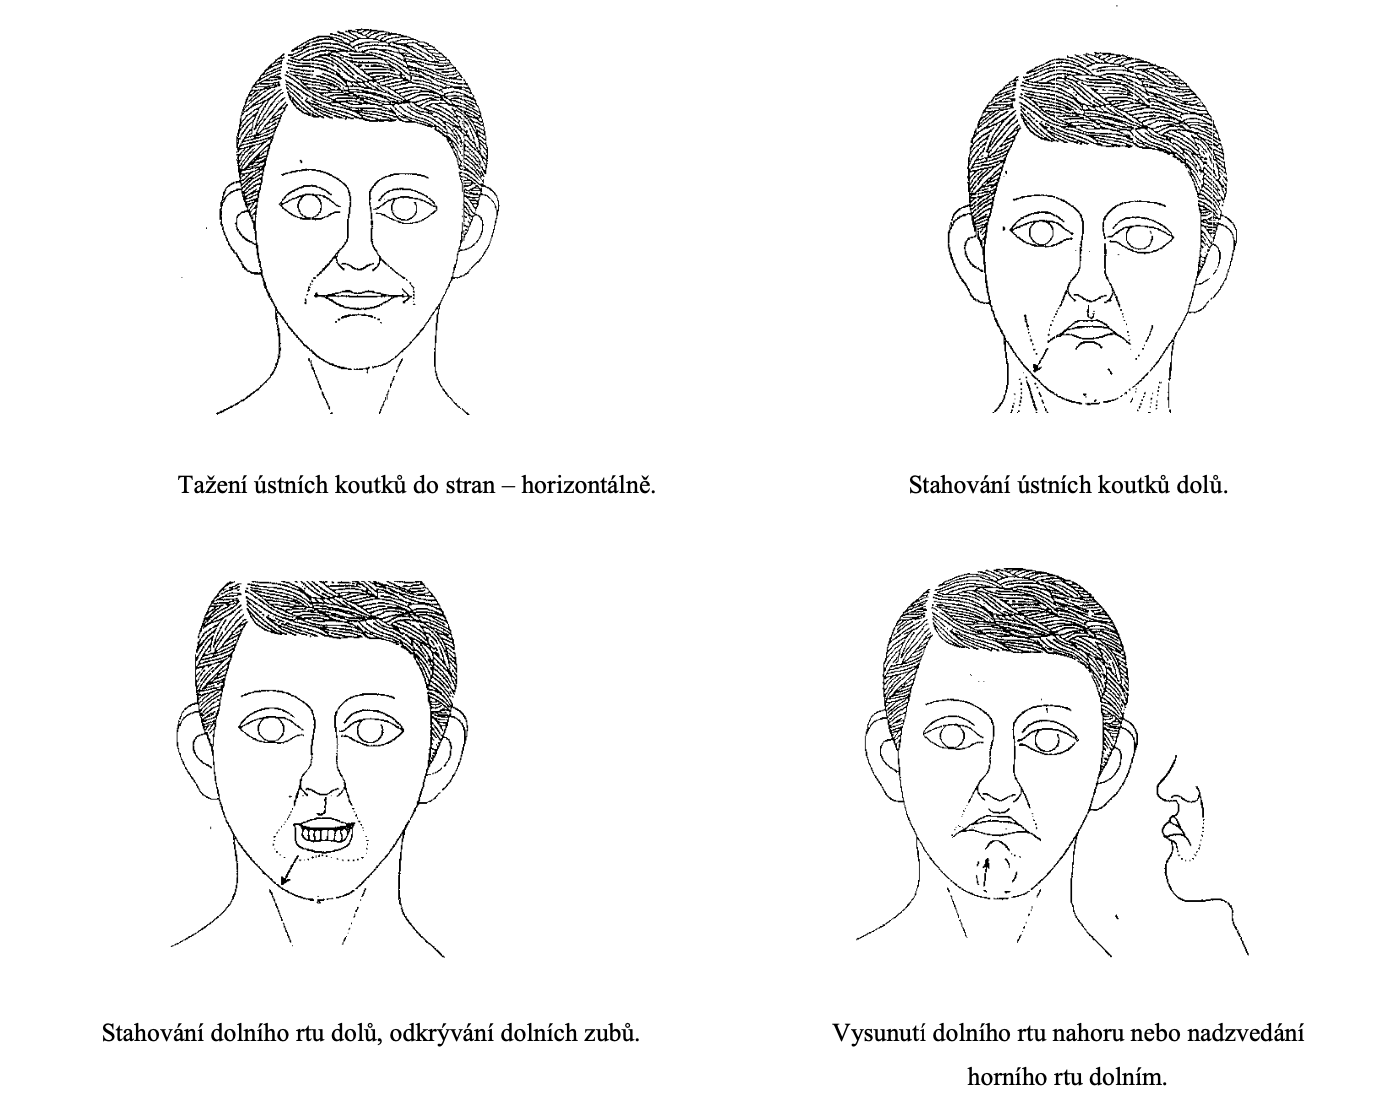 Tažení ústních koutků do stran – horizontálně.
Stahování ústních koutků dolů.
Stahování dolního rtu dolů, odkrývání dolních zubů.
Vysunutí dolního rtu nahoru nebo nadzvedání
horního rtu dolním.